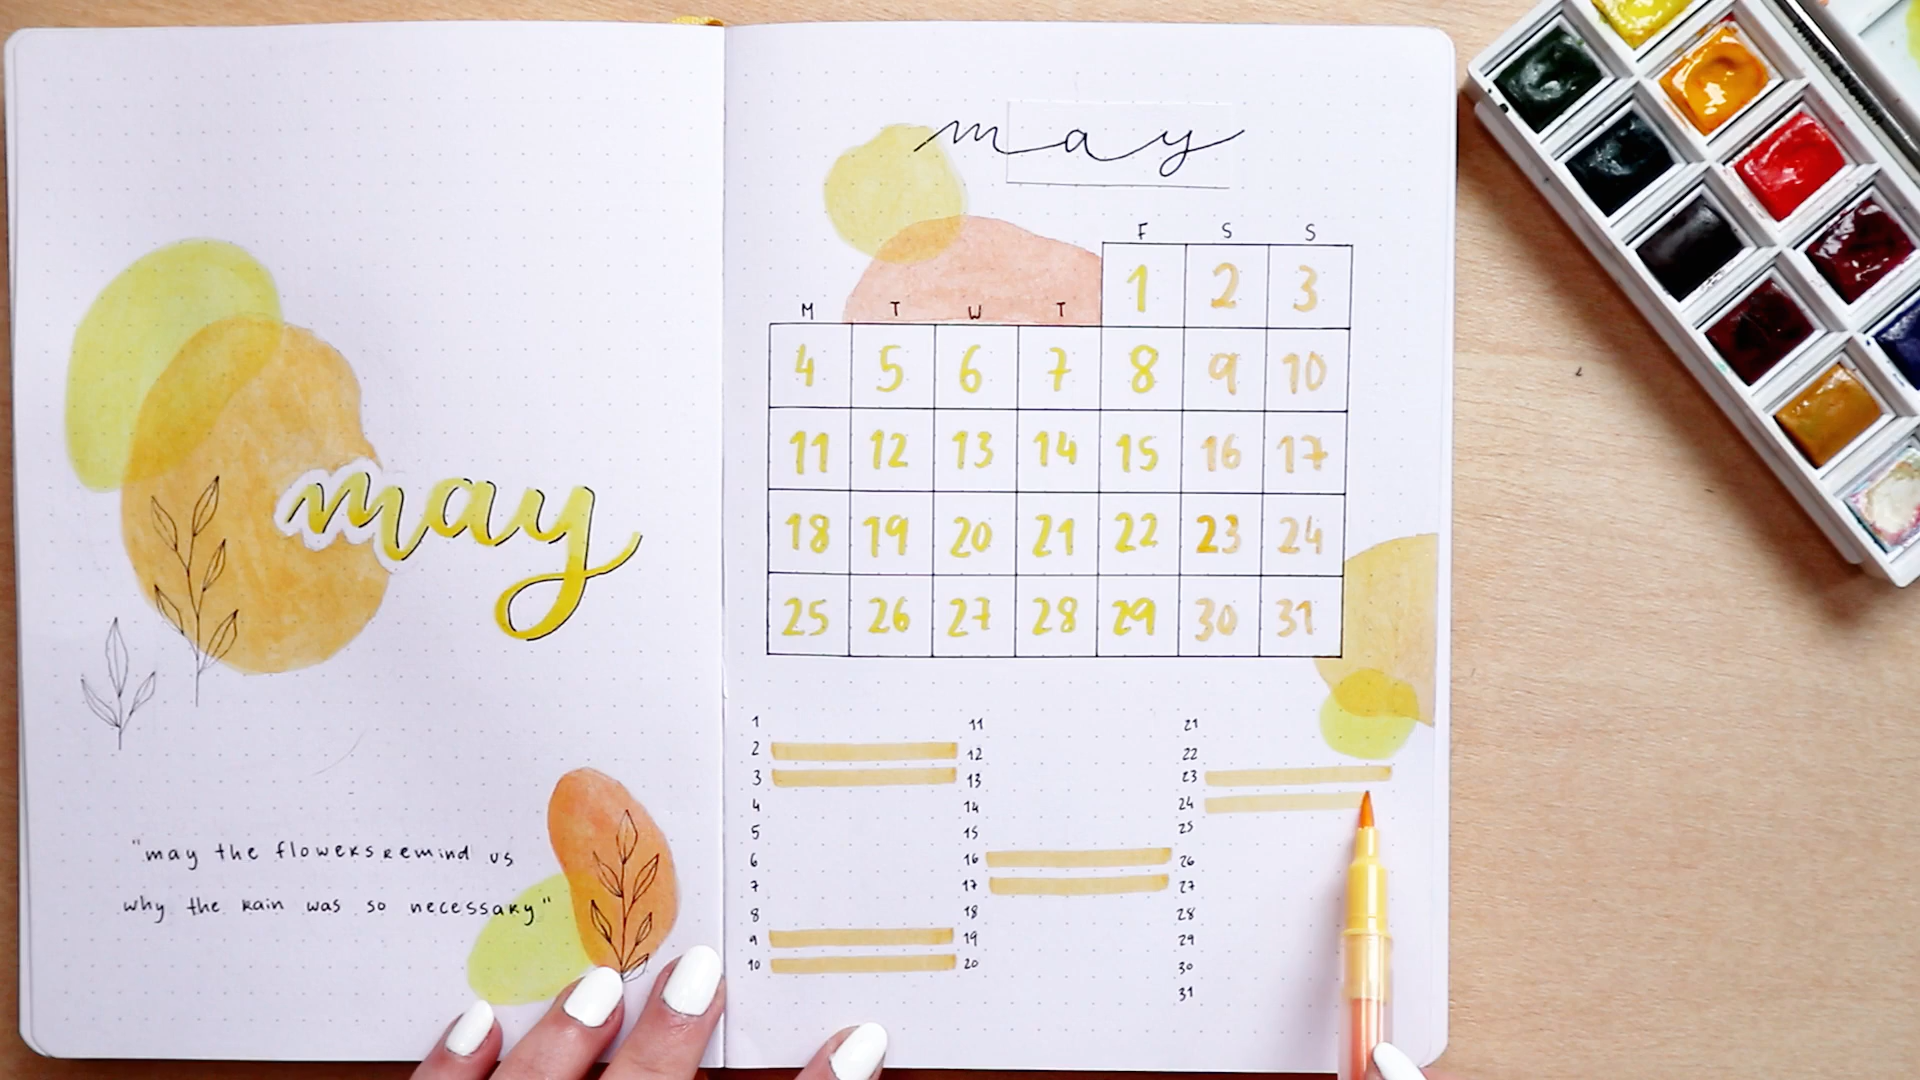 may
"may the flowers remind us
why the rain was so necessary"
may
F S S
1 2 3
M T W T
4 5 6 7 8 9 10
11 12 13 14 15 16 17
18 19 20 21 22 23 24
25 26 27 28 29 30 31
1 11 21
2 12 22
3 13 23
4 14 24
5 15 25
6 16 26
7 17 27
8 18 28
9 19 29
10 20 30
31